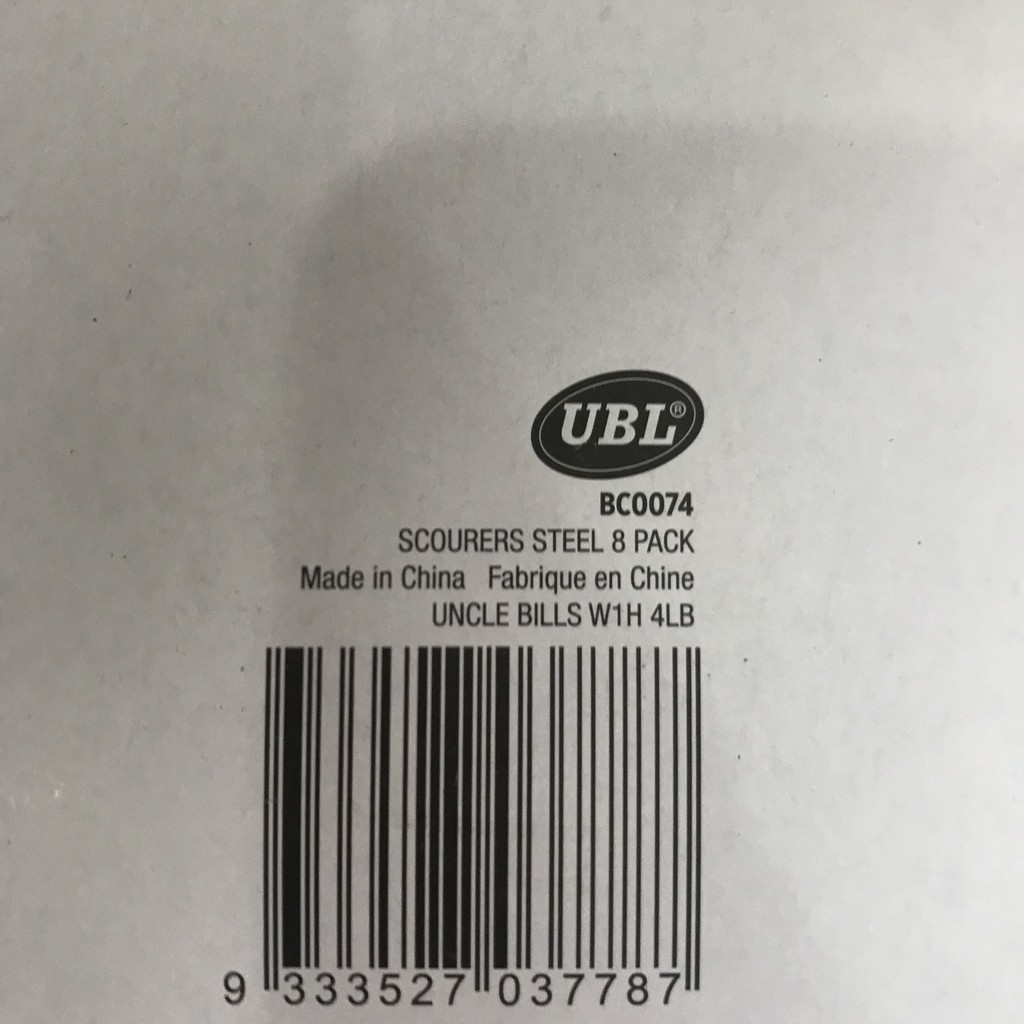 UBL®
BC0074
SCOURERS STEEL 8 PACK
Made in China Fabrique en Chine
UNCLE BILLS W1H 4LB
9 333527 037787